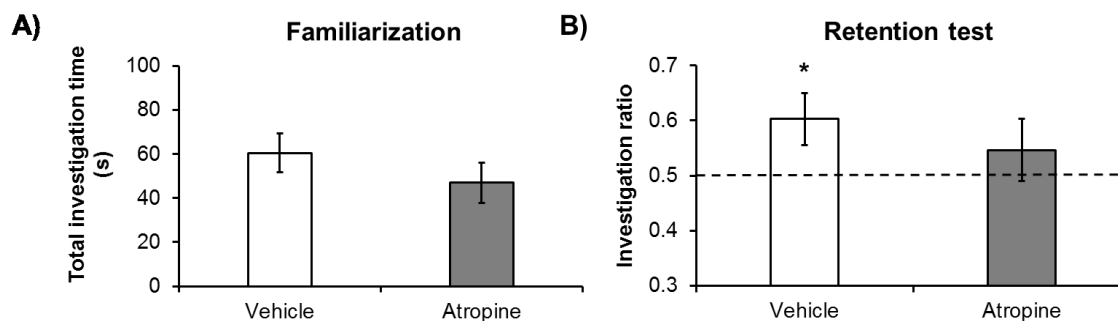 A)
Familiarization
Total investigation time
(s)
100
80
60
40
20
0
Vehicle
Atropine
B)
Retention test
Investigation ratio
0.7
0.6
0.5
0.4
0.3
*
Vehicle
Atropine